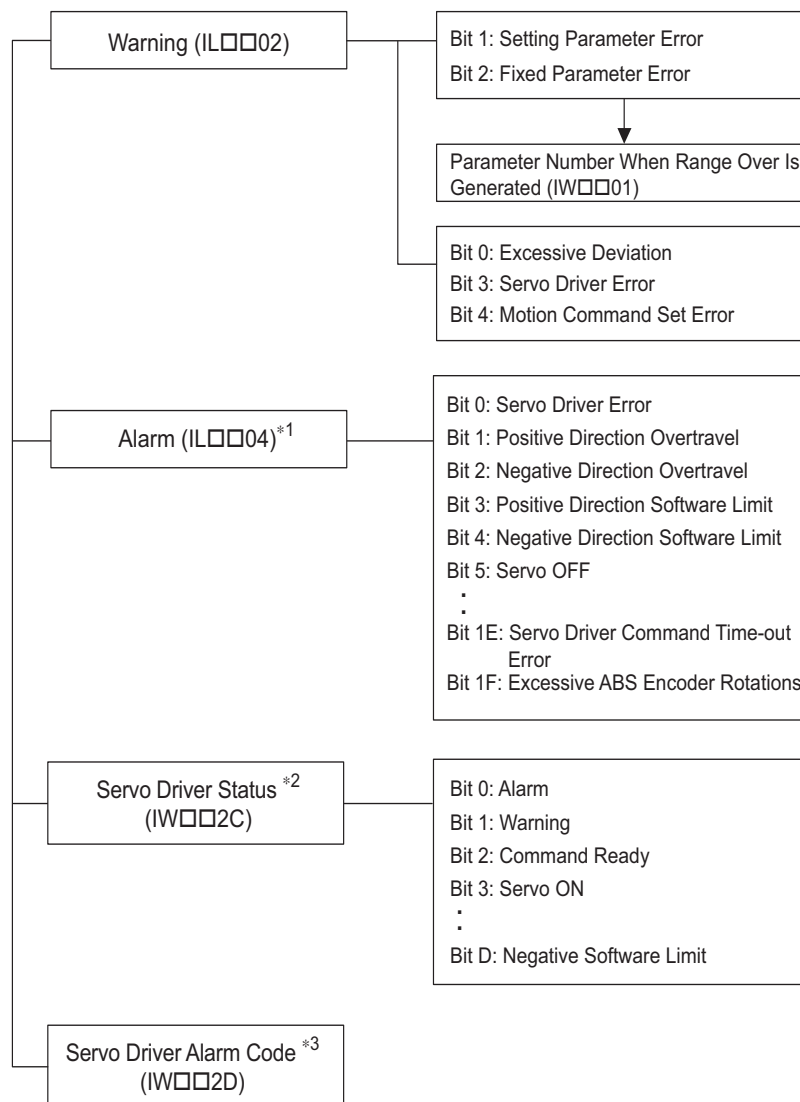 Warning (IL□□02)
Bit 1: Setting Parameter Error
Bit 2: Fixed Parameter Error
Parameter Number When Range Over Is
Generated (IW□□01)
Bit 0: Excessive Deviation
Bit 3: Servo Driver Error
Bit 4: Motion Command Set Error
Alarm (IL□□04)*1
Bit 0: Servo Driver Error
Bit 1: Positive Direction Overtravel
Bit 2: Negative Direction Overtravel
Bit 3: Positive Direction Software Limit
Bit 4: Negative Direction Software Limit
Bit 5: Servo OFF
:
Bit 1E: Servo Driver Command Time-out
Error
Bit 1F: Excessive ABS Encoder Rotations
Servo Driver Status *2
(IW□□2C)
Bit 0: Alarm
Bit 1: Warning
Bit 2: Command Ready
Bit 3: Servo ON
:
Bit D: Negative Software Limit
Servo Driver Alarm Code *3
(IW□□2D)